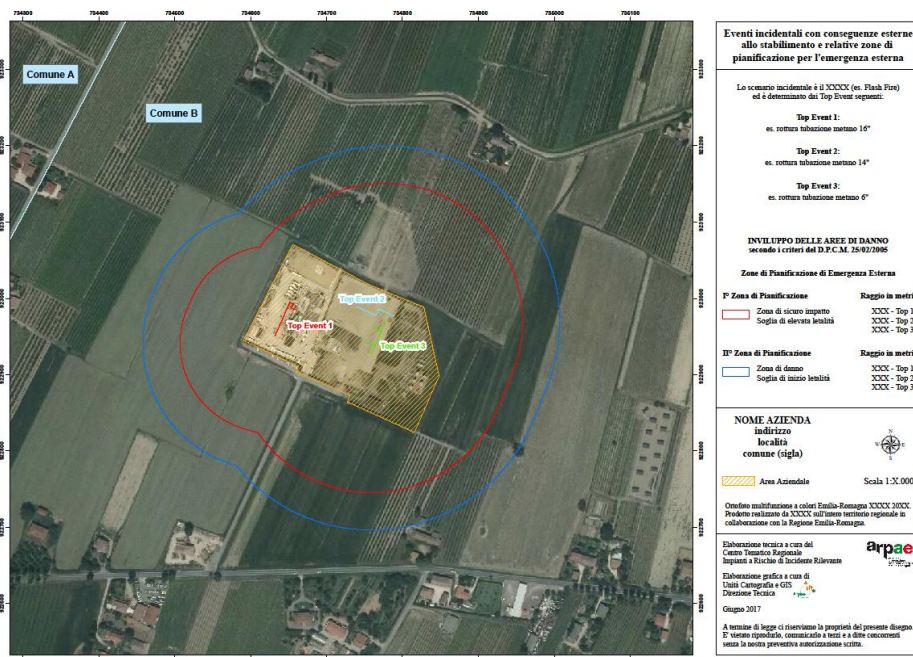 734300 734400 734500 734600 734700 734800 734900 735000 735100
Comune A
Comune B
Top Event 2
Top Event 1
Top Event 3
923300
923200
923100
923000
922900
922800
922700
922600
Eventi incidentali con conseguenze esterne
allo stabilimento e relative zone di
pianificazione per l'emergenza esterna
Lo scenario incidentale è il XXXX (es. Flash Fire)
ed è determinato dai Top Event seguenti:
Top Event 1:
es. rottura tubazione metano 16"
Top Event 2:
es. rottura tubazione metano 14"
Top Event 3:
es. rottura tubazione metano 6"
INVILUPPO DELLE AREE DI DANNO
secondo i criteri del D.P.C.M. 25/02/2005
Zone di Pianificazione di Emergenza Esterna
I° Zona di Pianificazione Raggio in metri
Zona di sicuro impatto XXX - Top 1
Soglia di elevata letalità XXX - Top 2
XXX - Top 3
II° Zona di Pianificazione Raggio in metri
Zona di danno XXX - Top 1
Soglia di inizio letalità XXX - Top 2
XXX - Top 3
NOME AZIENDA
indirizzo
località
comune (sigla)
N
W E
S
Area Aziendale Scala 1:X.000
Ortofoto multifunzione a colori Emilia-Romagna XXXX 20XX.
Prodotto realizzato da XXXX sull'intero territorio regionale in
collaborazione con la Regione Emilia-Romagna.
Elaborazione tecnica a cura del
Centro Tematico Regionale
Impianti a Rischio di Incidente Rilevante
arpae
Elaborazione grafica a cura di
Unità Cartografia e GIS
Direzione Tecnica
Giugno 2017
A termine di legge ci riserviamo la proprietà del presente disegno.
E' vietato riprodurlo, comunicarlo a terzi e a ditte concorrenti
senza la nostra preventiva autorizzazione scritta.